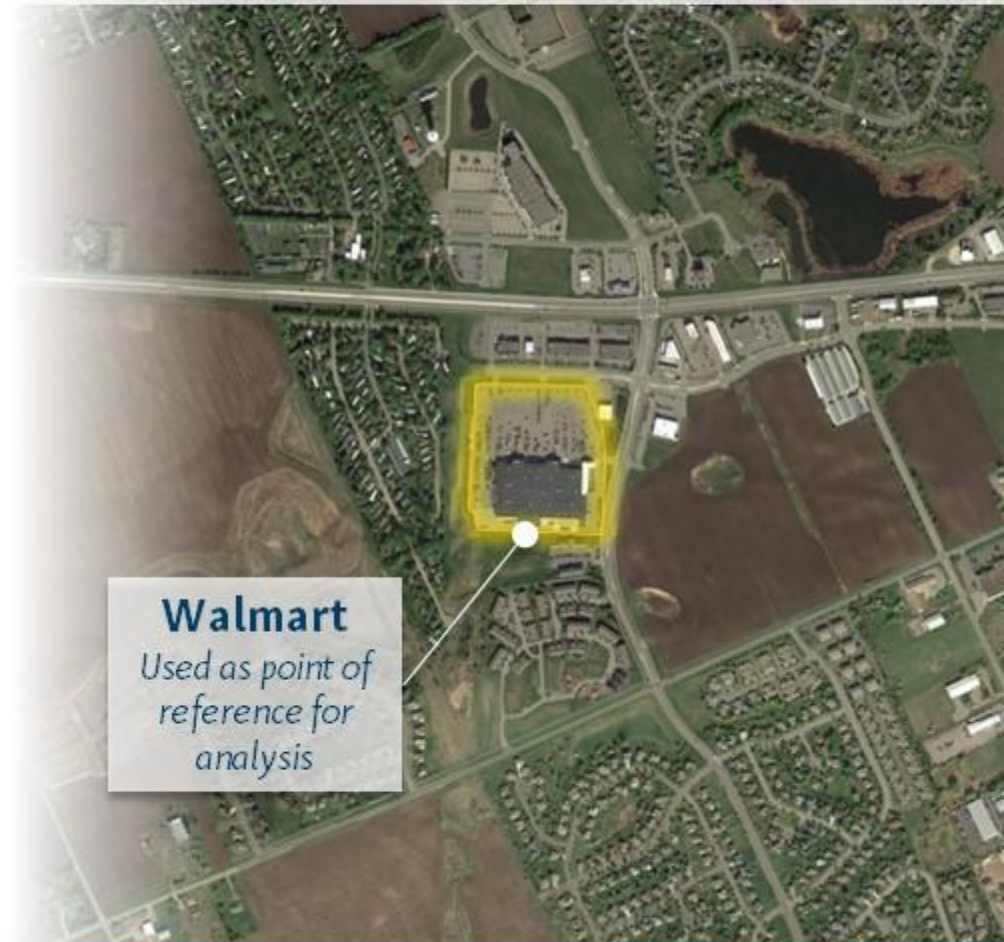 Walmart
Used as point of
reference for
analysis